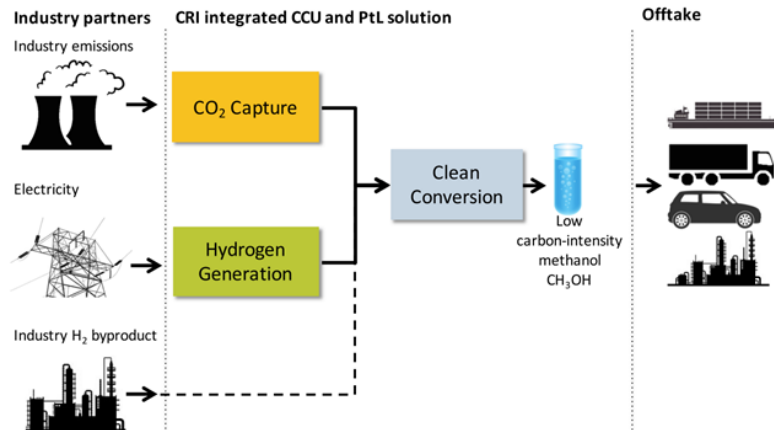 Industry partners
CRI integrated CCU and PtL solution
Offtake
Industry emissions
CO₂ Capture
Electricity
Hydrogen
Generation
Clean
Conversion
Low
carbon-intensity
methanol
CH₃OH
Industry H₂ byproduct